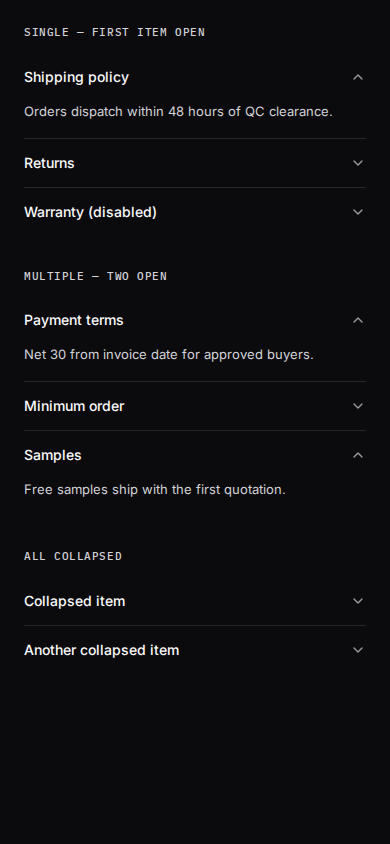 SINGLE — FIRST ITEM OPEN
Shipping policy
Orders dispatch within 48 hours of QC clearance.
Returns
Warranty (disabled)
MULTIPLE — TWO OPEN
Payment terms
Net 30 from invoice date for approved buyers.
Minimum order
Samples
Free samples ship with the first quotation.
ALL COLLAPSED
Collapsed item
Another collapsed item